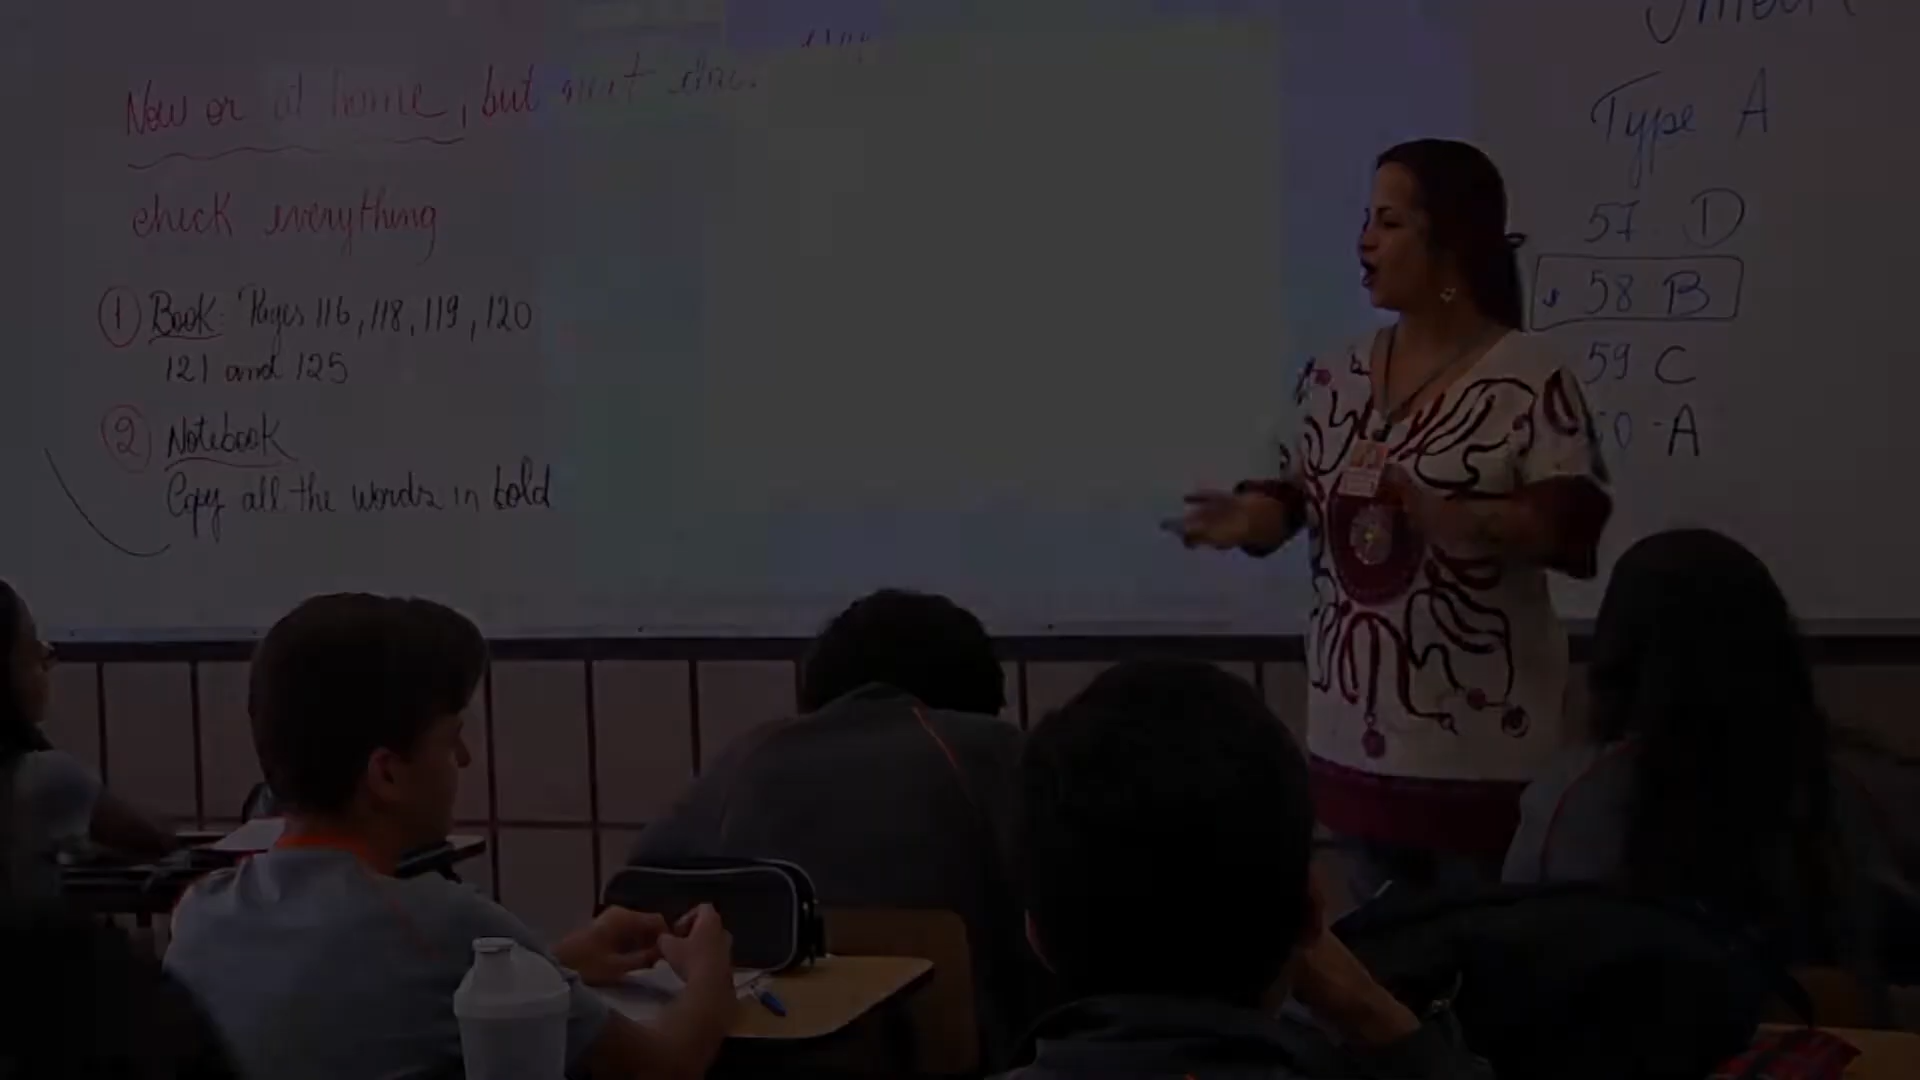 Now or at home, but must
check everything
1 Book: Pages 116, 118, 119, 120
121 and 125
2 Notebook
Copy all the words in bold
Type A
57. D
58 B
59 C
A